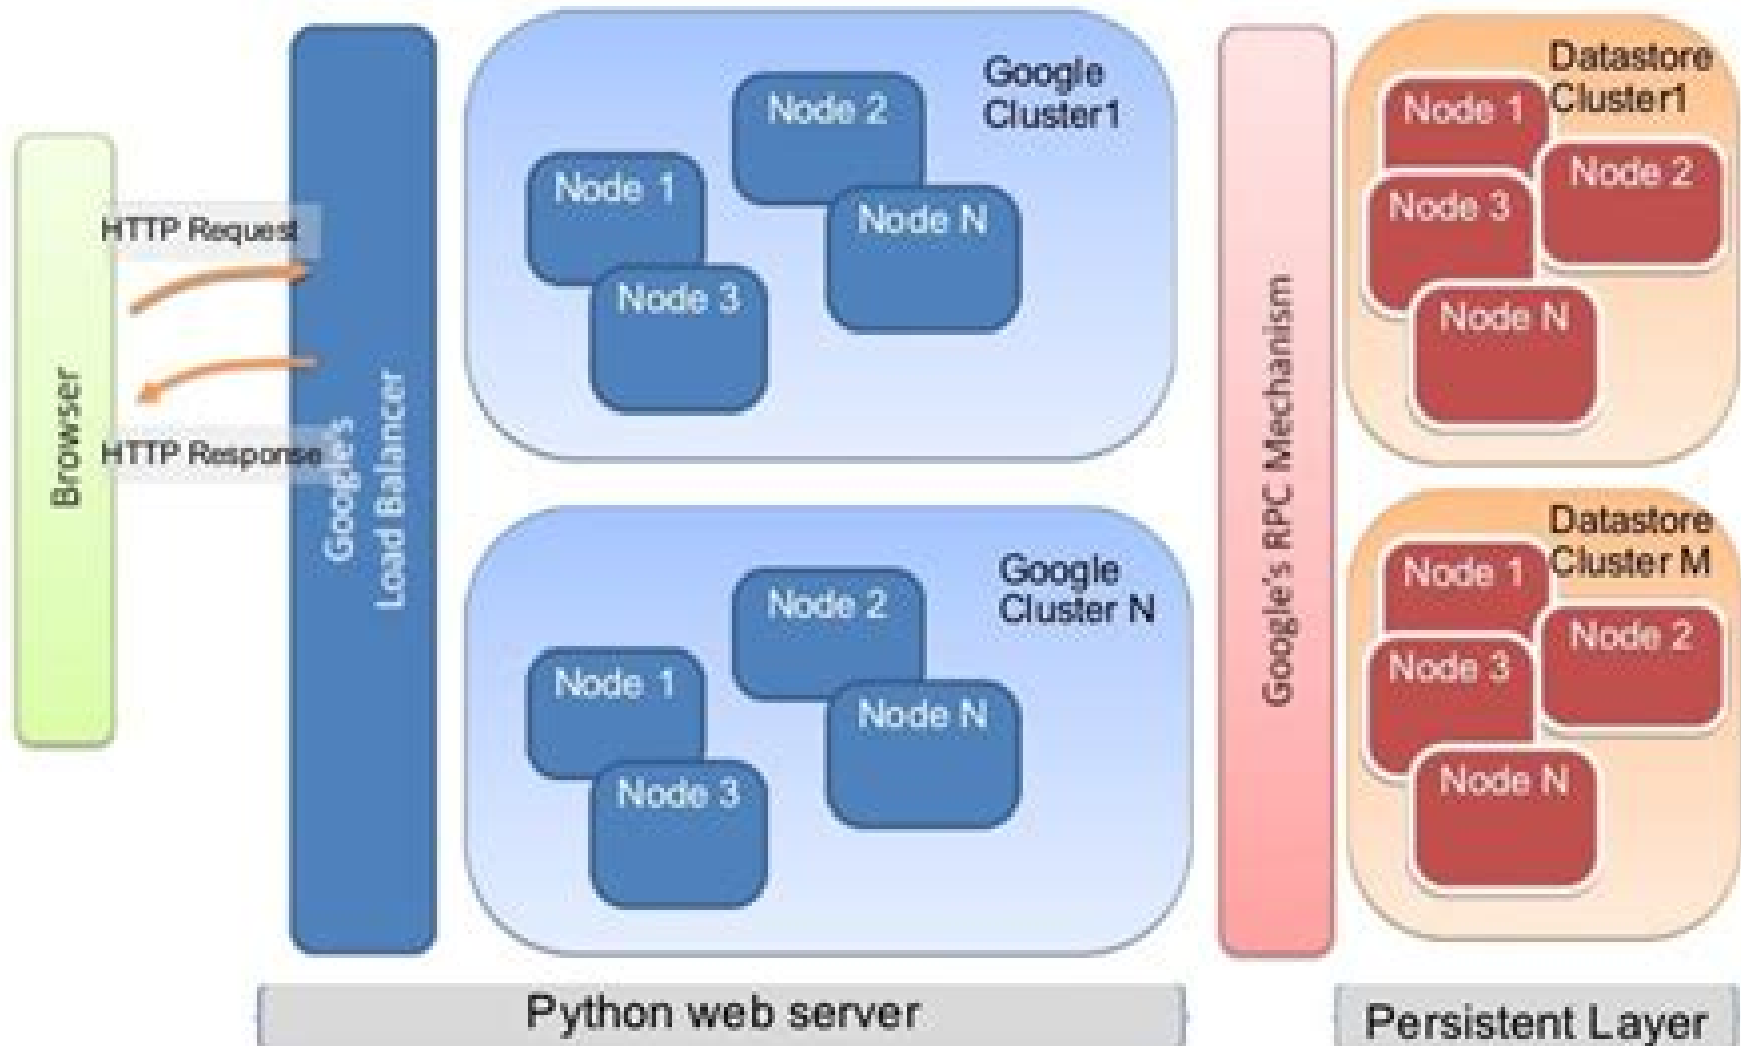 Browser
HTTP Request
HTTP Response
Google's
Load Balancer
Google
Cluster1
Node 1
Node 2
Node 3
Node N
Google
Cluster N
Node 1
Node 2
Node 3
Node N
Google's RPC Mechanism
Datastore
Cluster1
Node 1
Node 2
Node 3
Node N
Datastore
Cluster M
Node 1
Node 2
Node 3
Node N
Python web server
Persistent Layer